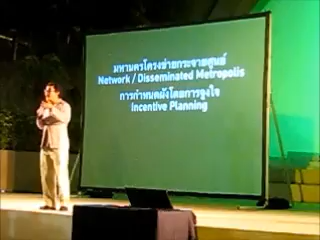 มหานครโครงข่ายกระจายศูนย์
Network / Disseminated Metropolis
การกำหนดผังโดยการจูงใจ
Incentive Planning